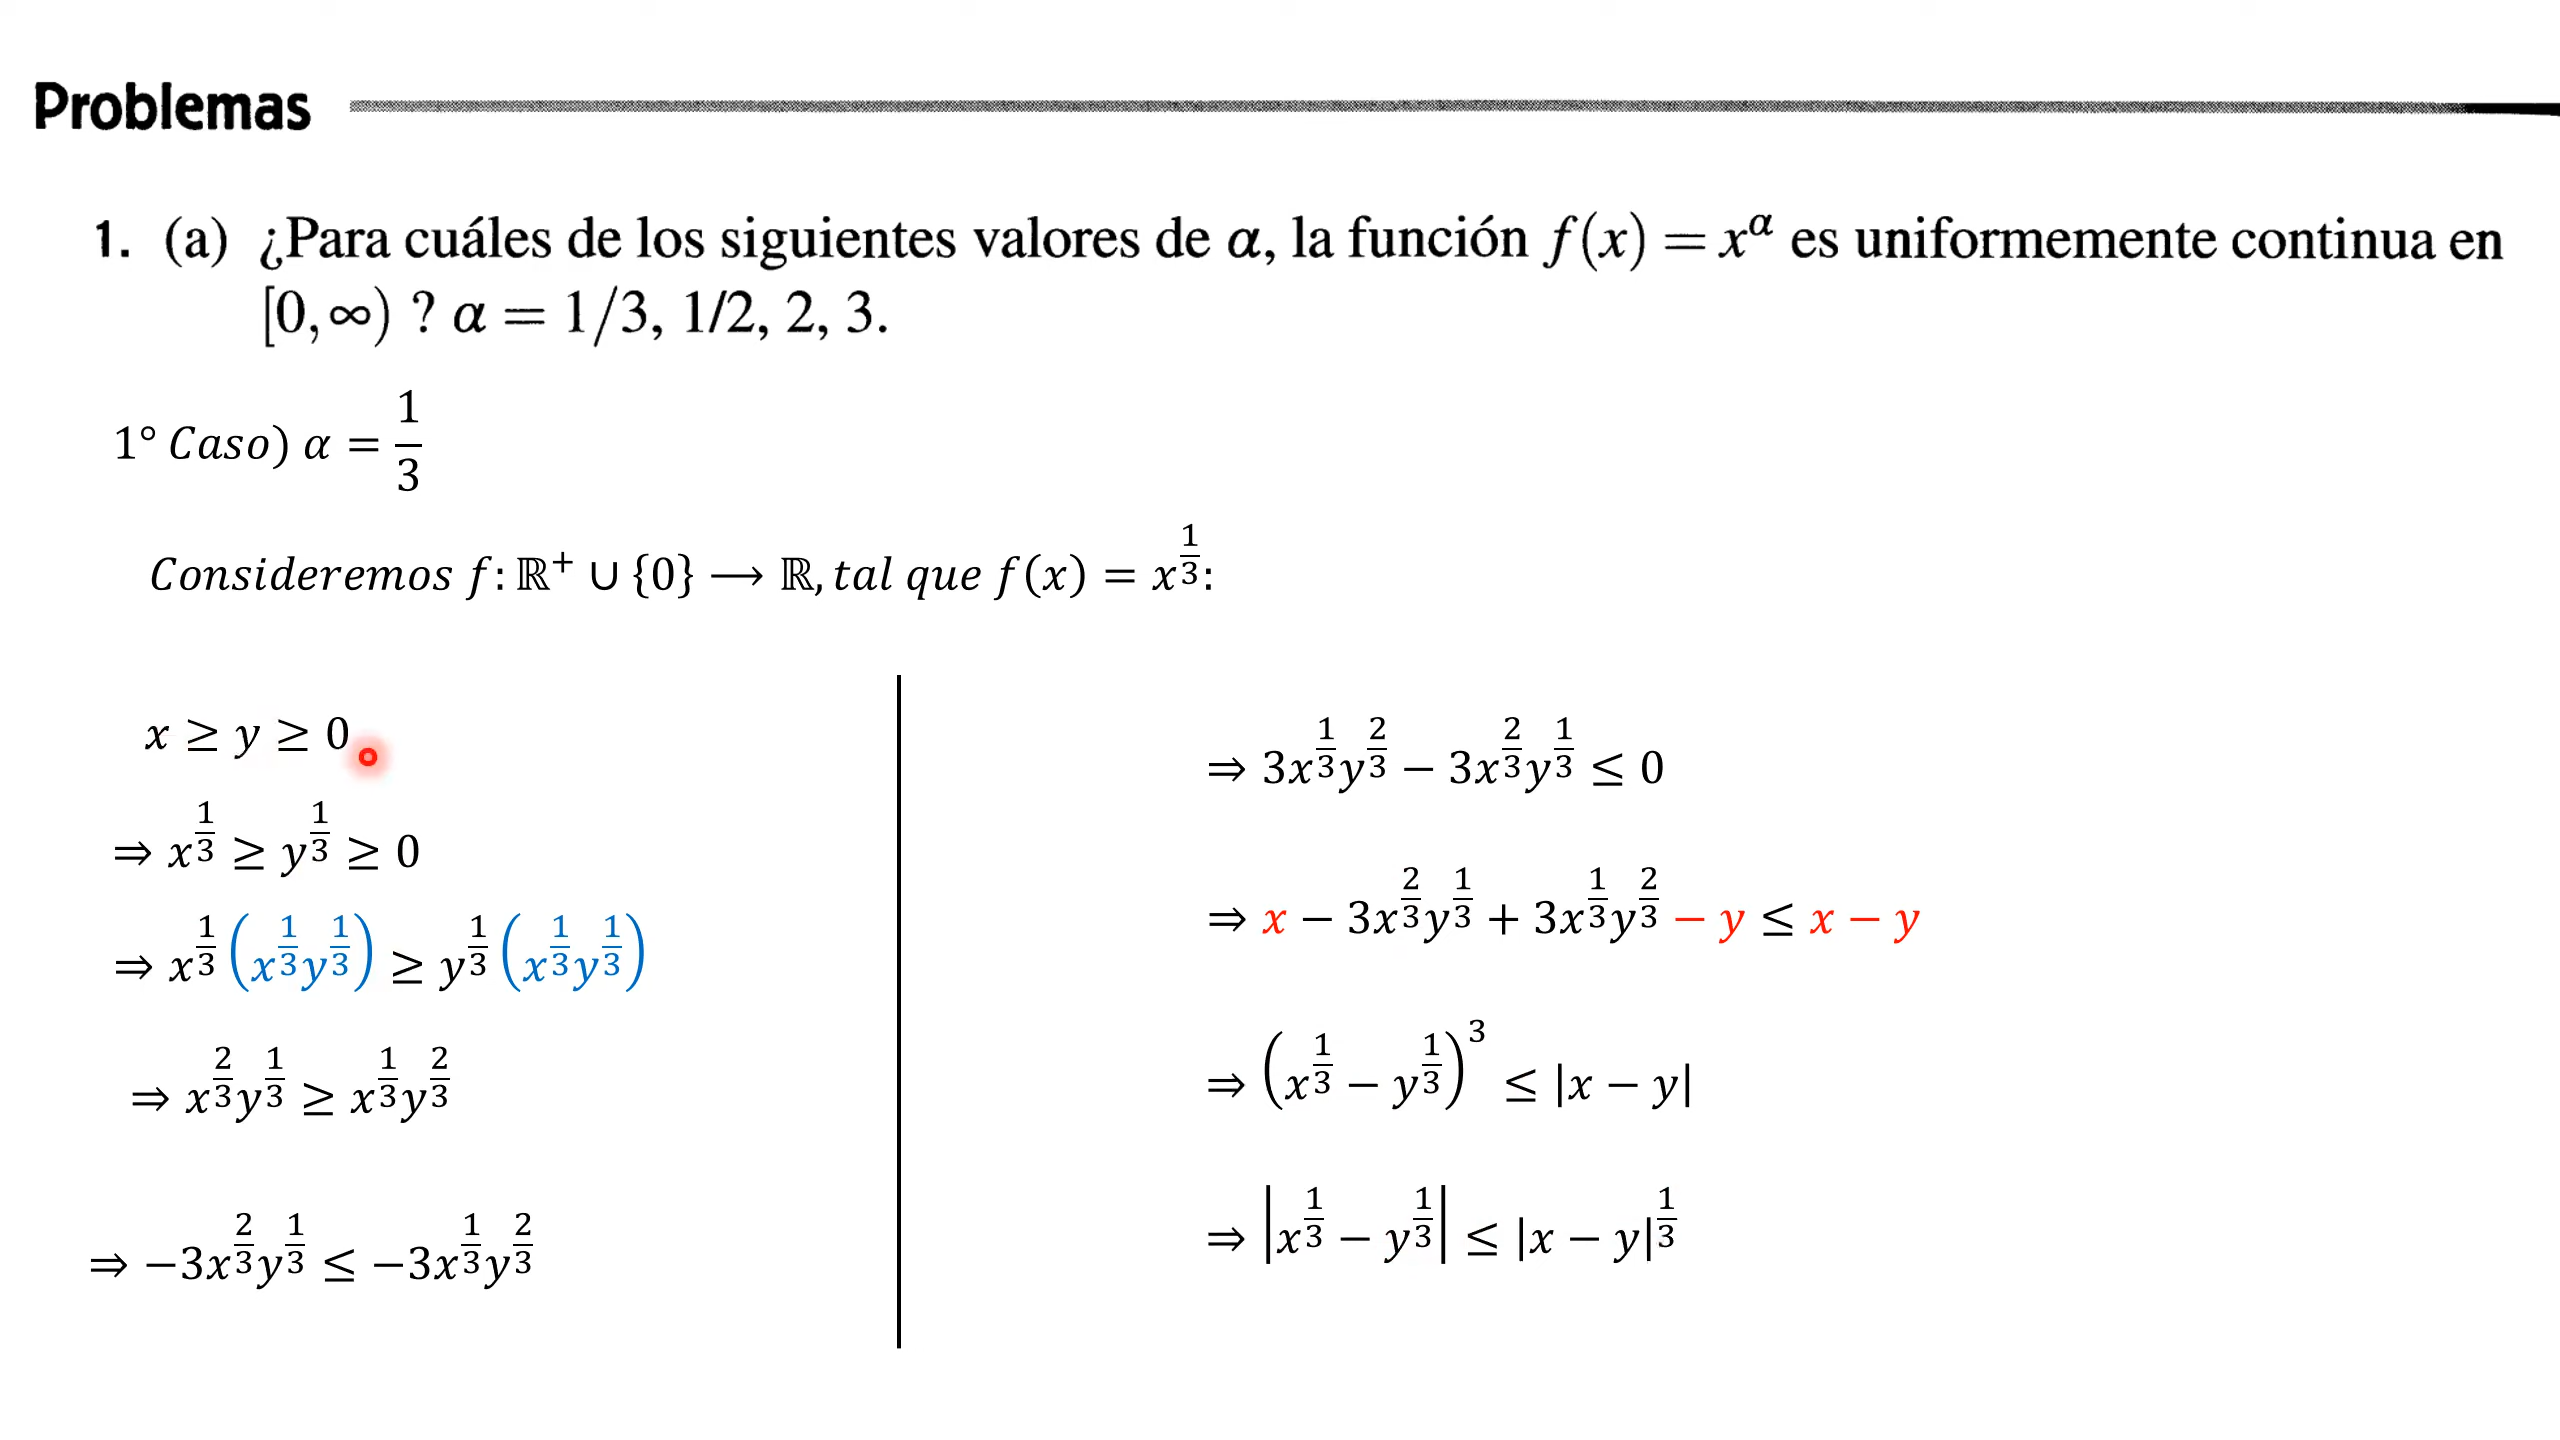 Problemas
1. (a) ¿Para cuáles de los siguientes valores de α, la función f(x) = x^α es uniformemente continua en
[0,∞) ? α = 1/3, 1/2, 2, 3.
1° Caso) α = 1/3
Consideremos f: ℝ⁺ ∪ {0} ⟶ ℝ, tal que f(x) = x^(1/3):
x ≥ y ≥ 0
⇒ x^(1/3) ≥ y^(1/3) ≥ 0
⇒ x^(1/3) (x^(1/3) y^(1/3)) ≥ y^(1/3) (x^(1/3) y^(1/3))
⇒ x^(2/3) y^(1/3) ≥ x^(1/3) y^(2/3)
⇒ −3x^(2/3) y^(1/3) ≤ −3x^(1/3) y^(2/3)
⇒ 3x^(1/3) y^(2/3) − 3x^(2/3) y^(1/3) ≤ 0
⇒ x − 3x^(2/3) y^(1/3) + 3x^(1/3) y^(2/3) − y ≤ x − y
⇒ (x^(1/3) − y^(1/3))^3 ≤ |x − y|
⇒ |x^(1/3) − y^(1/3)| ≤ |x − y|^(1/3)